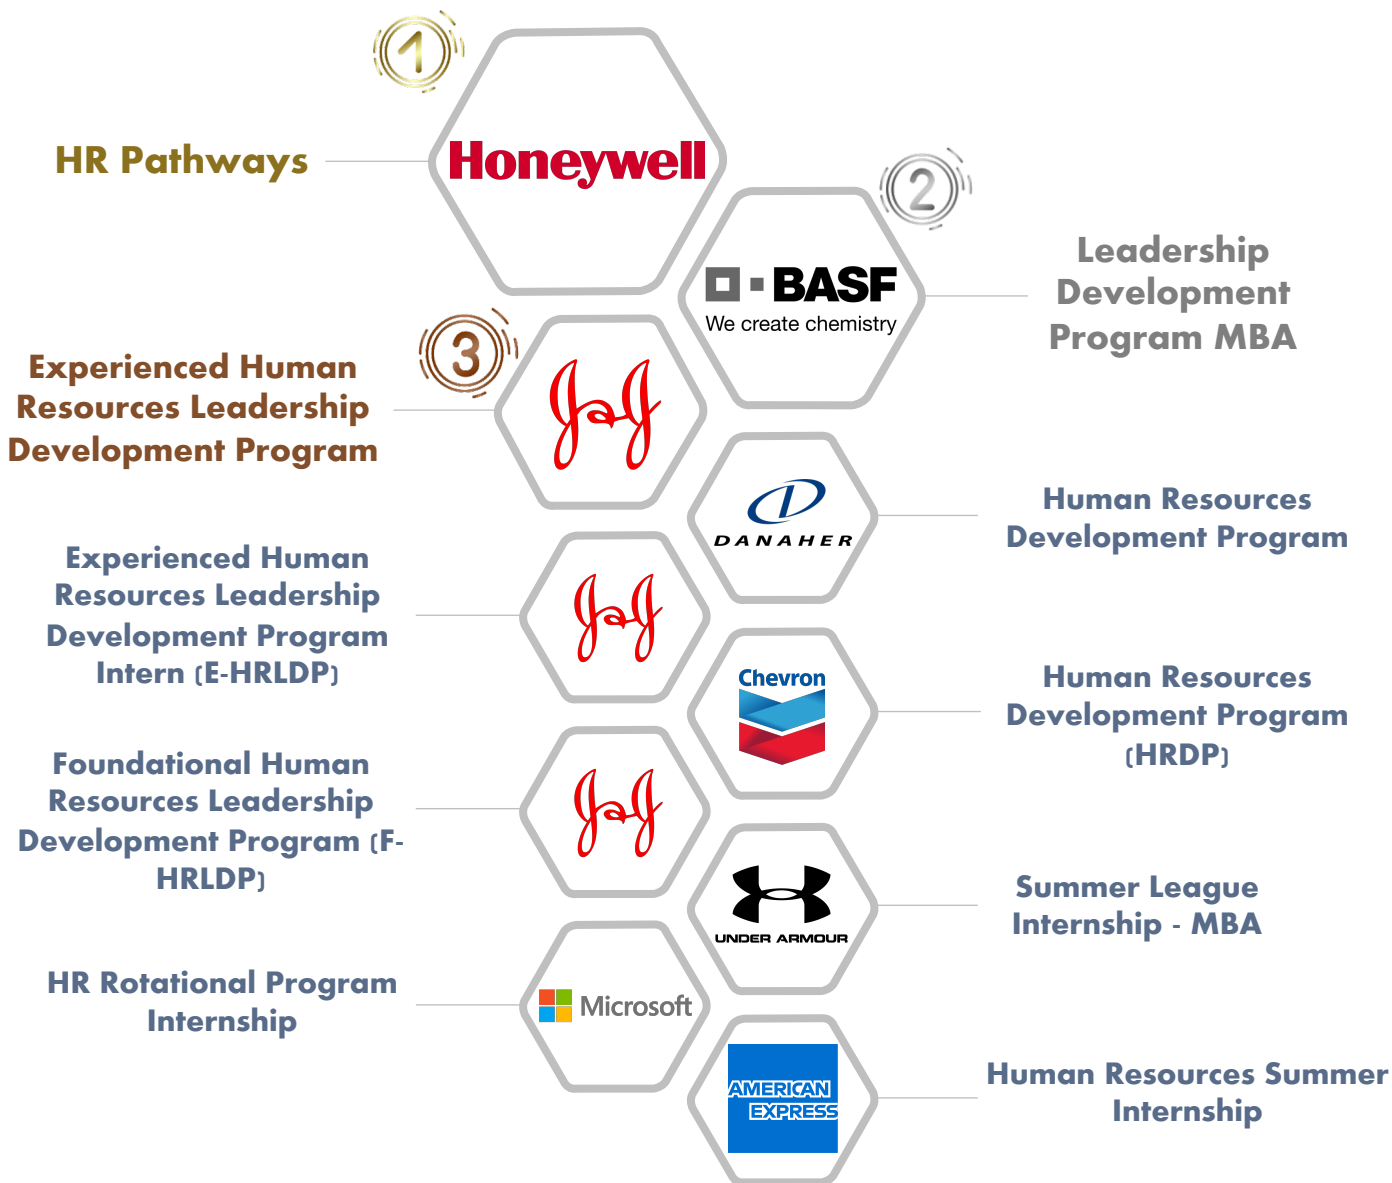 1
HR Pathways
Honeywell
2
BASF
We create chemistry
Leadership
Development
Program MBA
3
Experienced Human
Resources Leadership
Development Program
J&J
DANAHER
Human Resources
Development Program
Experienced Human
Resources Leadership
Development Program
Intern (E-HRLDP)
J&J
Chevron
Human Resources
Development Program
(HRDP)
Foundational Human
Resources Leadership
Development Program (F-
HRLDP)
J&J
UNDER ARMOUR
Summer League
Internship - MBA
HR Rotational Program
Internship
Microsoft
AMERICAN
EXPRESS
Human Resources Summer
Internship